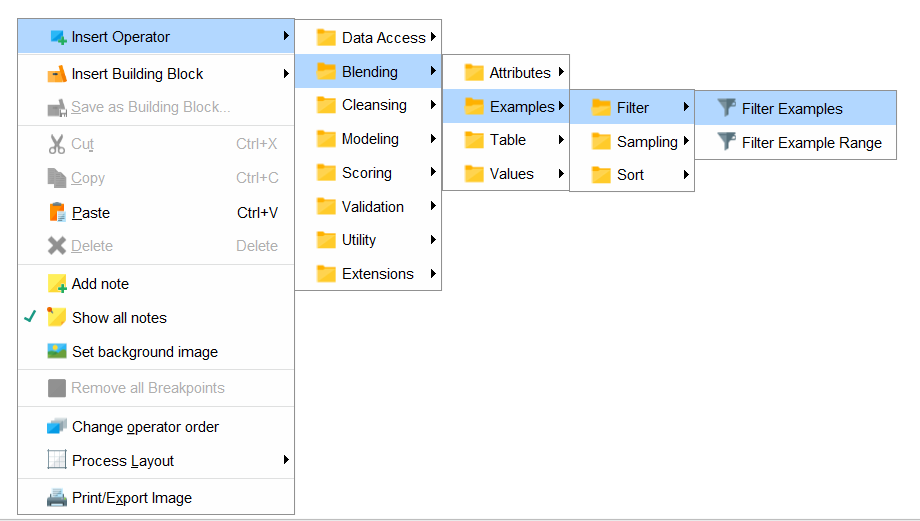 Insert Operator
Insert Building Block
Save as Building Block...
Cut Ctrl+X
Copy Ctrl+C
Paste Ctrl+V
Delete Delete
Add note
Show all notes
Set background image
Remove all Breakpoints
Change operator order
Process Layout
Print/Export Image
Data Access
Blending
Cleansing
Modeling
Scoring
Validation
Utility
Extensions
Attributes
Examples
Table
Values
Filter
Sampling
Sort
Filter Examples
Filter Example Range